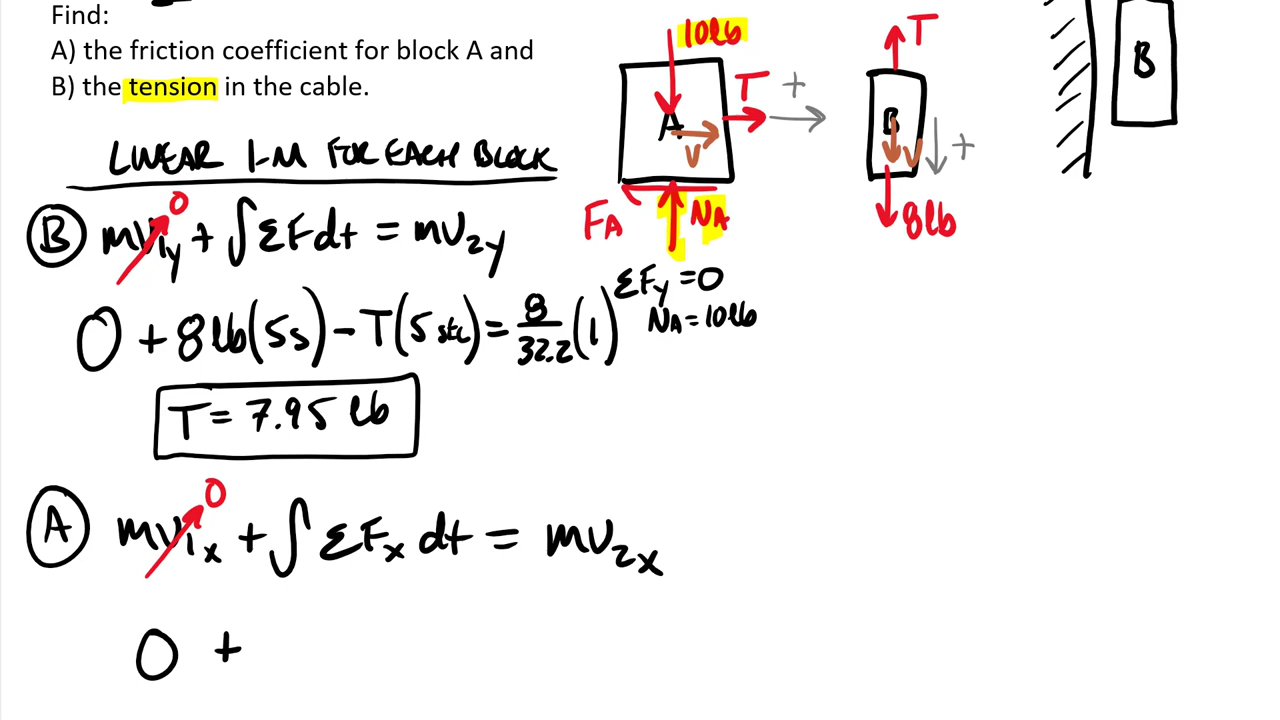 Find:
A) the friction coefficient for block A and
B) the tension in the cable.
LINEAR I-M FOR EACH BLOCK
B mv₁y 0 + ∫ΣFdt = mv₂y
0 + 8lb(5s) - T(5 sec) = 8/32.2 (1)
T = 7.95 lb
A mv₁x 0 + ∫ΣFx dt = mv₂x
0 +
10lb
A
T
+
V
FA
NA
ΣFy = 0
NA = 10lb
T
B
V
+
8lb
B